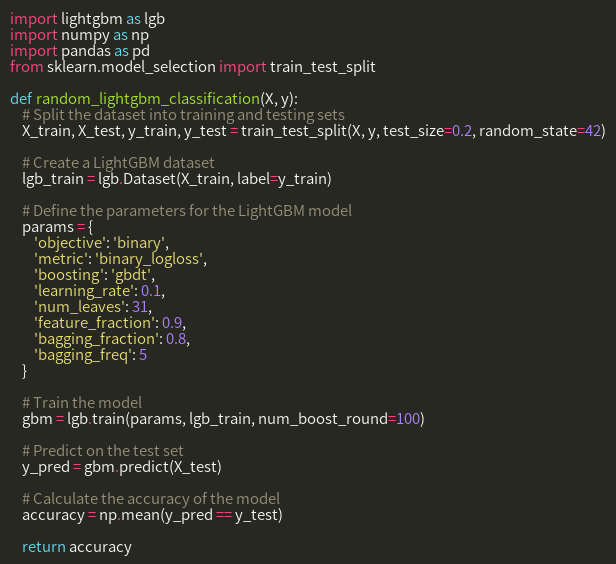 import lightgbm as lgb
import numpy as np
import pandas as pd
from sklearn.model_selection import train_test_split

def random_lightgbm_classification(X, y):
    # Split the dataset into training and testing sets
    X_train, X_test, y_train, y_test = train_test_split(X, y, test_size=0.2, random_state=42)

    # Create a LightGBM dataset
    lgb_train = lgb.Dataset(X_train, label=y_train)

    # Define the parameters for the LightGBM model
    params = {
        'objective': 'binary',
        'metric': 'binary_logloss',
        'boosting': 'gbdt',
        'learning_rate': 0.1,
        'num_leaves': 31,
        'feature_fraction': 0.9,
        'bagging_fraction': 0.8,
        'bagging_freq': 5
    }

    # Train the model
    gbm = lgb.train(params, lgb_train, num_boost_round=100)

    # Predict on the test set
    y_pred = gbm.predict(X_test)

    # Calculate the accuracy of the model
    accuracy = np.mean(y_pred == y_test)

    return accuracy